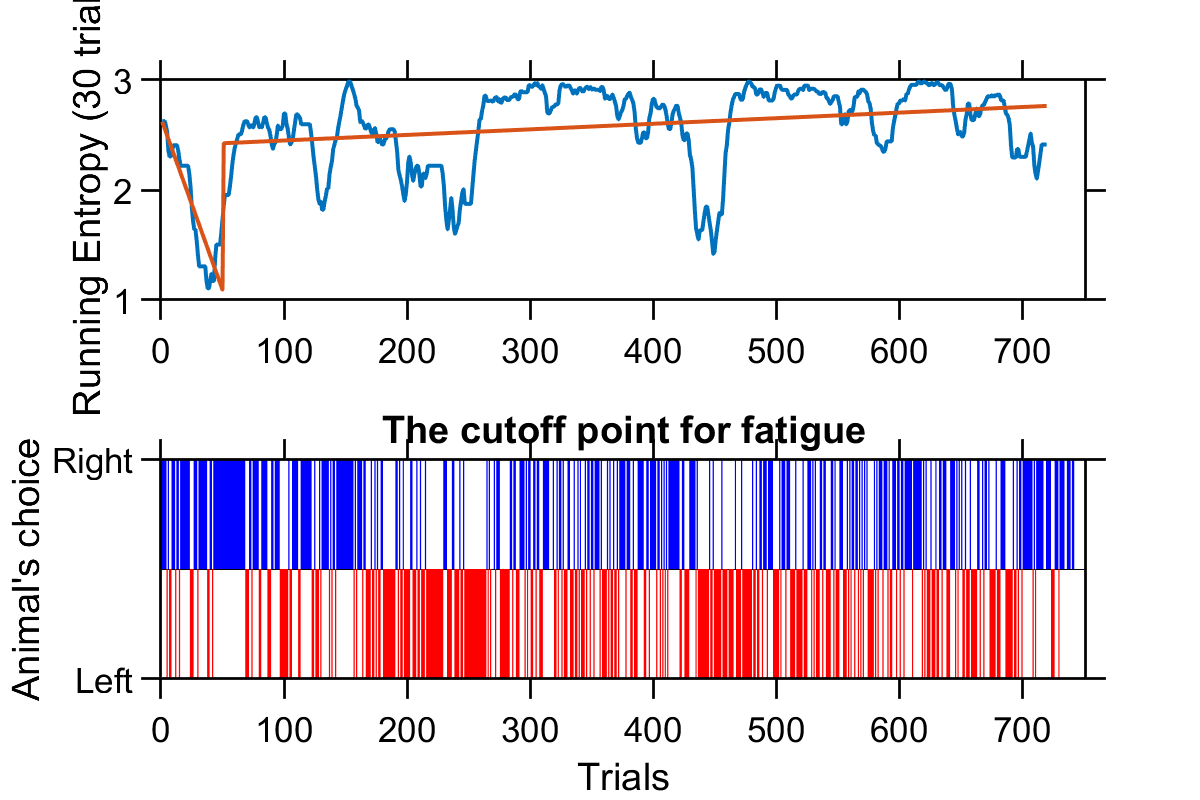 Running Entropy (30 trial
3
2
1
0 100 200 300 400 500 600 700
The cutoff point for fatigue
Animal's choice
Right
Left
0 100 200 300 400 500 600 700
Trials